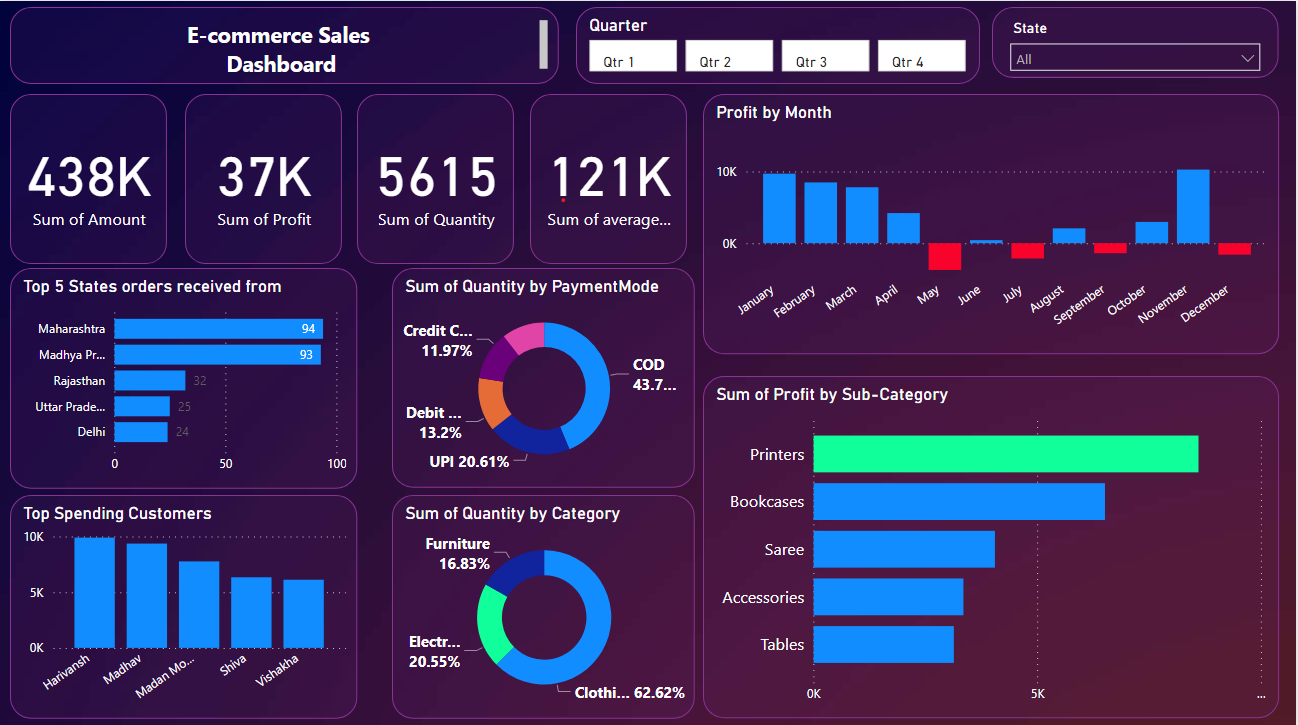 E-commerce Sales
Dashboard
Quarter
Qtr 1
Qtr 2
Qtr 3
Qtr 4
State
All
438K
Sum of Amount
37K
Sum of Profit
5615
Sum of Quantity
121K
Sum of average...
Profit by Month
10K
0K
January
February
March
April
May
June
July
August
September
October
November
December
Top 5 States orders received from
Maharashtra
94
Madhya Pr...
93
Rajasthan
32
Uttar Prade...
25
Delhi
24
0
50
100
Sum of Quantity by PaymentMode
Credit C...
11.97%
COD
43.7...
Debit ...
13.2%
UPI 20.61%
Sum of Profit by Sub-Category
Printers
Bookcases
Saree
Accessories
Tables
0K
5K
...
Top Spending Customers
10K
5K
0K
Harivansh
Madhav
Madan Mo...
Shiva
Vishakha
Sum of Quantity by Category
Furniture
16.83%
Electr...
20.55%
Clothi... 62.62%